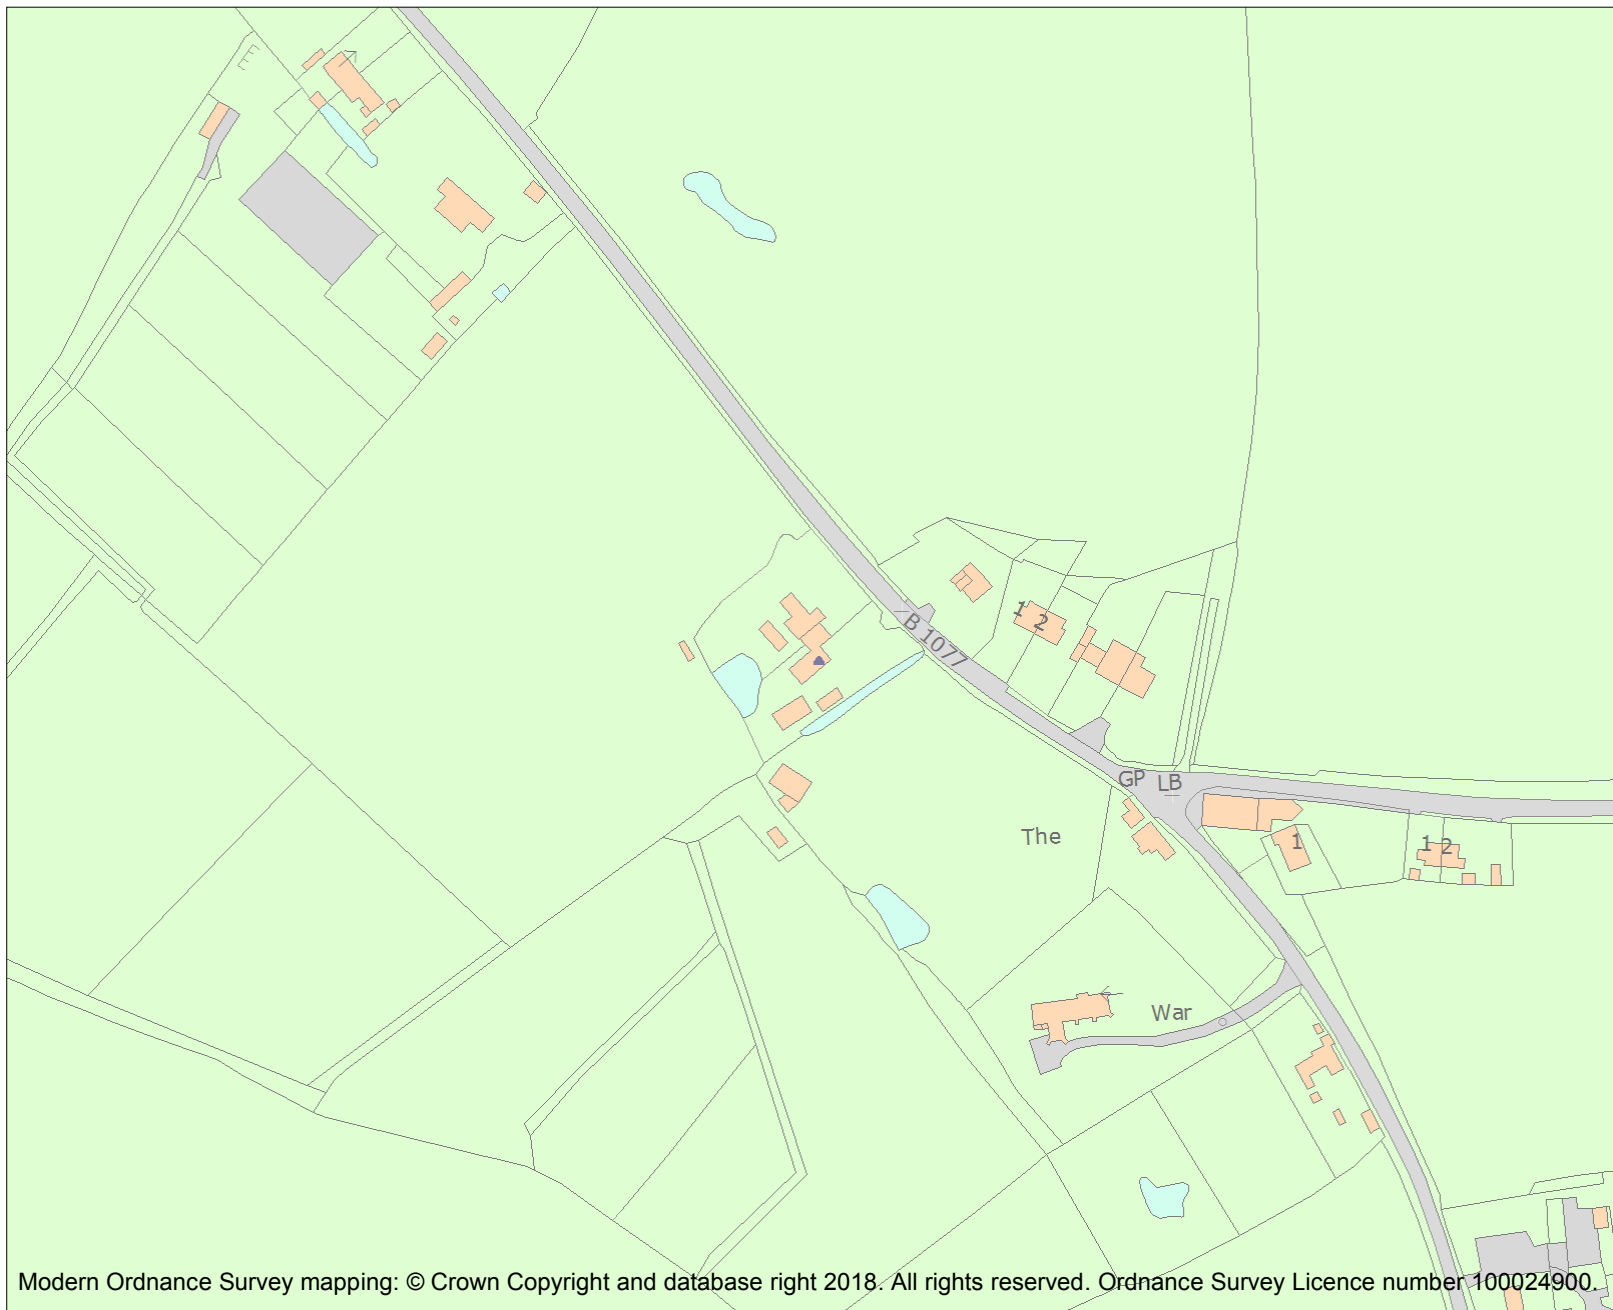 1 2
B 1077
GP LB
The
1
1 2
War
Modern Ordnance Survey mapping: © Crown Copyright and database right 2018. All rights reserved. Ordnance Survey Licence number 100024900.